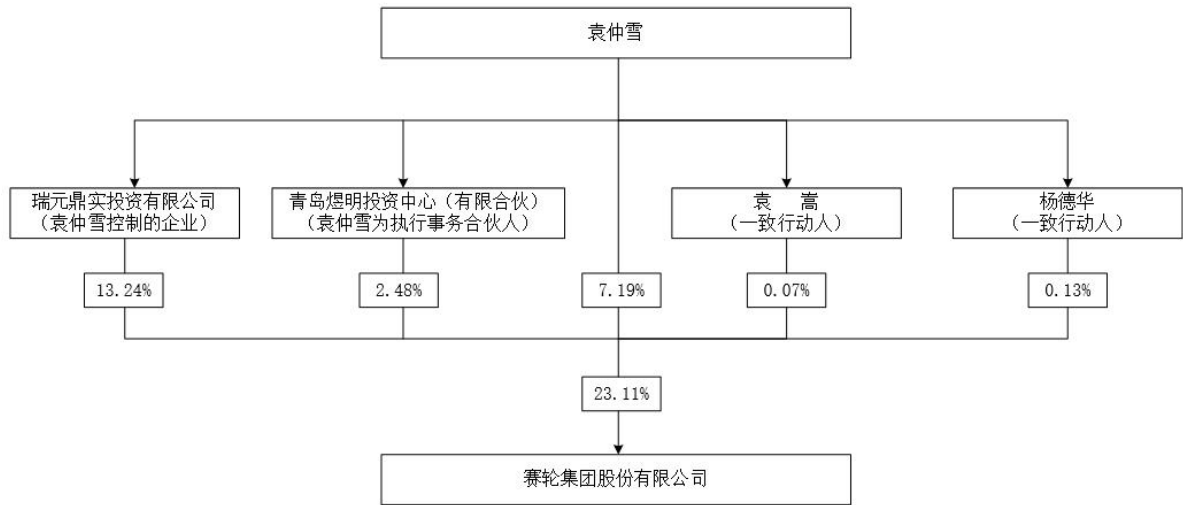 袁仲雪
瑞元鼎实投资有限公司
（袁仲雪控制的企业）
青岛煜明投资中心（有限合伙）
（袁仲雪为执行事务合伙人）
袁 嵩
（一致行动人）
杨德华
（一致行动人）
13.24%
2.48%
7.19%
0.07%
0.13%
23.11%
赛轮集团股份有限公司